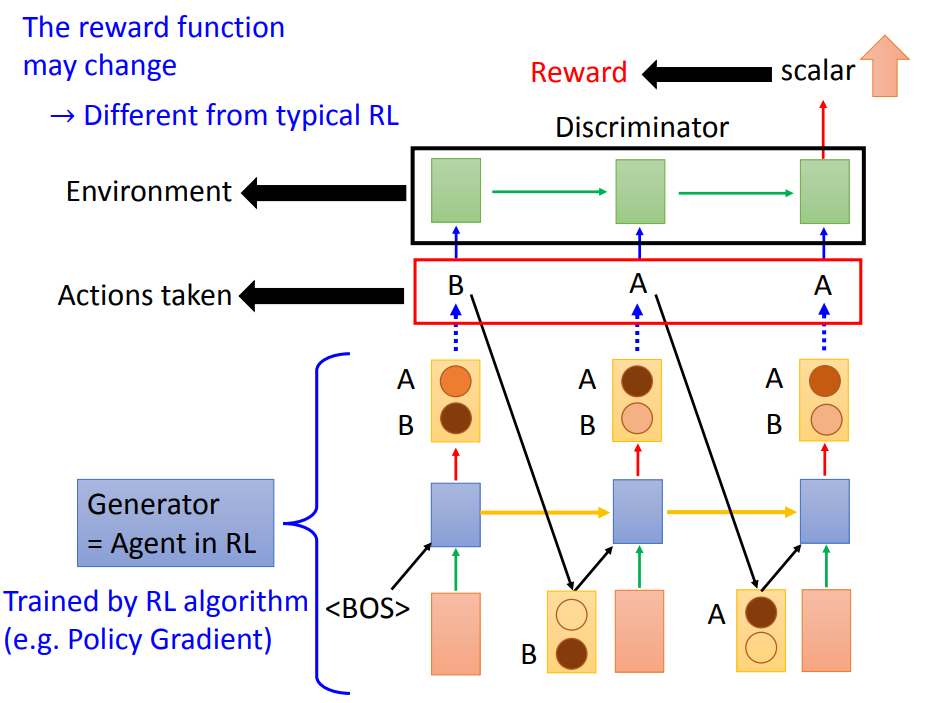 The reward function
may change
→ Different from typical RL
Reward
scalar
Discriminator
Environment
Actions taken
B
A
A
A
B
A
B
A
B
Generator
= Agent in RL
Trained by RL algorithm
(e.g. Policy Gradient)
<BOS>
B
A